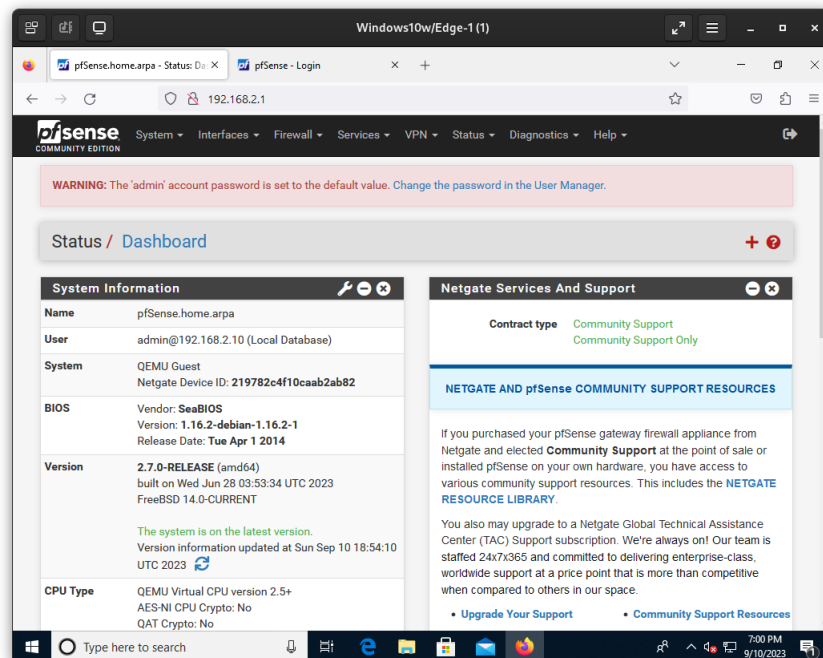 Windows10w/Edge-1 (1)
pfSense.home.arpa - Status: Da
pfSense - Login
192.168.2.1
pfsense
COMMUNITY EDITION
System
Interfaces
Firewall
Services
VPN
Status
Diagnostics
Help
WARNING: The 'admin' account password is set to the default value. Change the password in the User Manager.
Status / Dashboard
System Information
Name pfSense.home.arpa
User admin@192.168.2.10 (Local Database)
System QEMU Guest
Netgate Device ID: 219782c4f10caab2ab82
BIOS Vendor: SeaBIOS
Version: 1.16.2-debian-1.16.2-1
Release Date: Tue Apr 1 2014
Version 2.7.0-RELEASE (amd64)
built on Wed Jun 28 03:53:34 UTC 2023
FreeBSD 14.0-CURRENT
The system is on the latest version.
Version information updated at Sun Sep 10 18:54:10
UTC 2023
CPU Type QEMU Virtual CPU version 2.5+
AES-NI CPU Crypto: No
QAT Crypto: No
Netgate Services And Support
Contract type Community Support
Community Support Only
NETGATE AND pfSense COMMUNITY SUPPORT RESOURCES
If you purchased your pfSense gateway firewall appliance from
Netgate and elected Community Support at the point of sale or
installed pfSense on your own hardware, you have access to
various community support resources. This includes the NETGATE
RESOURCE LIBRARY.
You also may upgrade to a Netgate Global Technical Assistance
Center (TAC) Support subscription. We're always on! Our team is
staffed 24x7x365 and committed to delivering enterprise-class,
worldwide support at a price point that is more than competitive
when compared to others in our space.
• Upgrade Your Support
• Community Support Resources
Type here to search
7:00 PM
9/10/2023
1